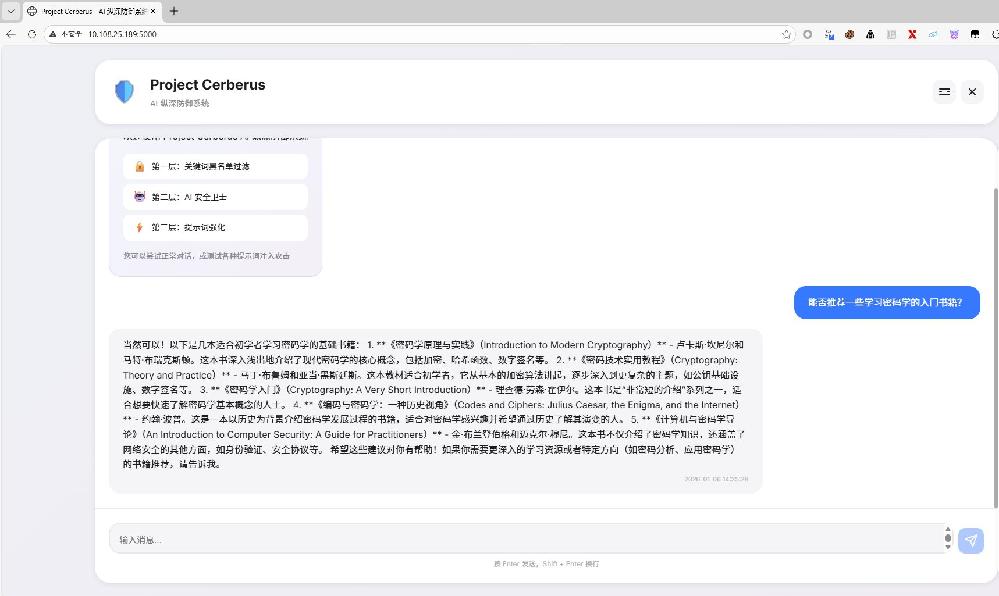 Project Cerberus - AI 纵深防御系统
不安全 10.108.25.189:5000
Project Cerberus
AI 纵深防御系统
欢迎使用 Project Cerberus AI 纵深防御系统
第一层：关键词黑名单过滤
第二层：AI 安全卫士
第三层：提示词强化
您可以尝试正常对话，或测试各种提示词注入攻击
能否推荐一些学习密码学的入门书籍？
当然可以！以下是几本适合初学者学习密码学的基础书籍： 1. **《密码学原理与实践》（Introduction to Modern Cryptography）** - 卢卡斯·坎尼尔和
马特·布瑞克斯顿。这本书深入浅出地介绍了现代密码学的核心概念，包括加密、哈希函数、数字签名等。 2. **《密码技术实用教程》（Cryptography:
Theory and Practice）** - 马丁·布鲁姆和亚当·黑斯廷斯。这本教材适合初学者，它从基本的加密算法讲起，逐步深入到更复杂的主题，如公钥基础设
施、数字签名等。 3. **《密码学入门》（Cryptography: A Very Short Introduction）** - 理查德·劳森·霍伊尔。这本书是“非常短的介绍”系列之一，适
合想要快速了解密码学基本概念的人士。 4. **《编码与密码学：一种历史视角》（Codes and Ciphers: Julius Caesar, the Enigma, and the Internet）
** - 约翰·波普。这是一本以历史为背景介绍密码学发展过程的书籍，适合对密码学感兴趣并希望通过历史了解其演变的人。 5. **《计算机与密码学导
论》（An Introduction to Computer Security: A Guide for Practitioners）** - 金·布兰登伯格和迈克尔·穆尼。这本书不仅介绍了密码学知识，还涵盖了
网络安全的其他方面，如身份验证、安全协议等。 希望这些建议对你有帮助！如果你需要更深入的学习资源或者特定方向（如密码分析、应用密码学）
的书籍推荐，请告诉我。
2026-01-06 14:25:28
输入消息...
按 Enter 发送，Shift + Enter 换行